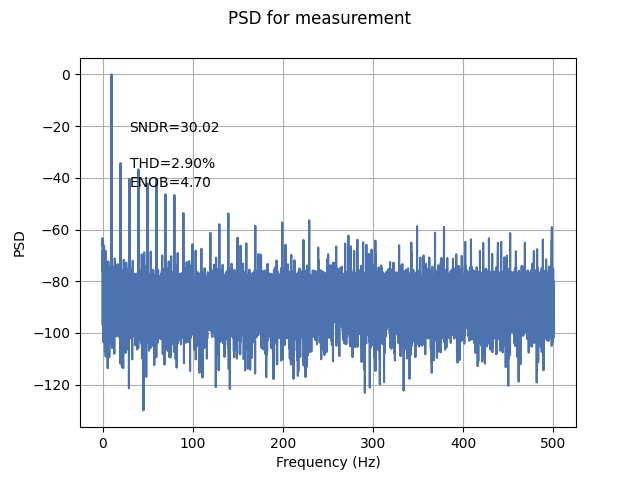 PSD for measurement
0
−20
−40
−60
−80
−100
−120
PSD
SNDR=30.02
THD=2.90%
ENOB=4.70
0
100
200
300
400
500
Frequency (Hz)